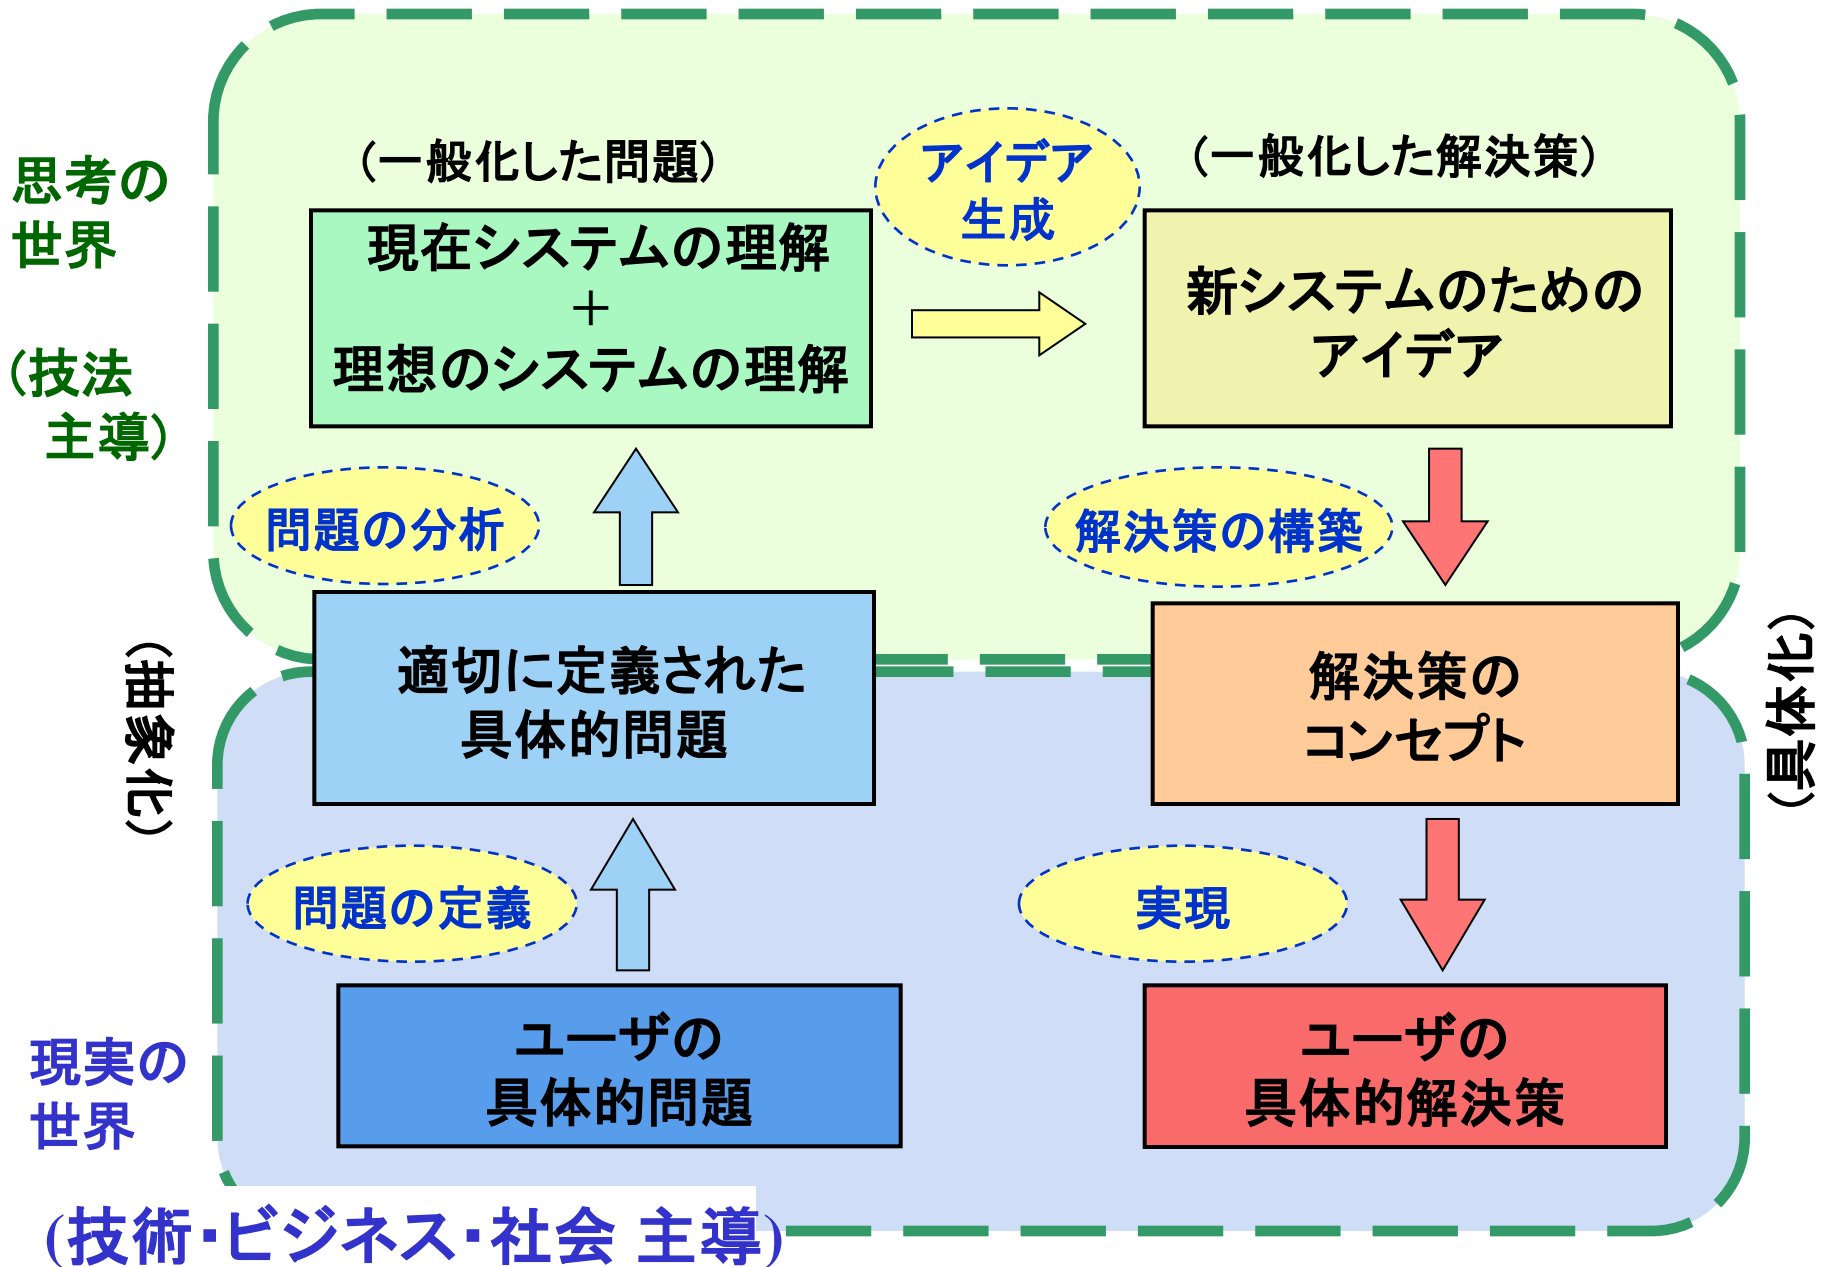 思考の
世界
（技法
主導）
（一般化した問題）
アイデア
生成
（一般化した解決策）
現在システムの理解
＋
理想のシステムの理解
新システムのための
アイデア
問題の分析
解決策の構築
（抽象化）
適切に定義された
具体的問題
解決策の
コンセプト
（具体化）
問題の定義
実現
現実の
世界
ユーザの
具体的問題
ユーザの
具体的解決策
(技術・ビジネス・社会 主導)